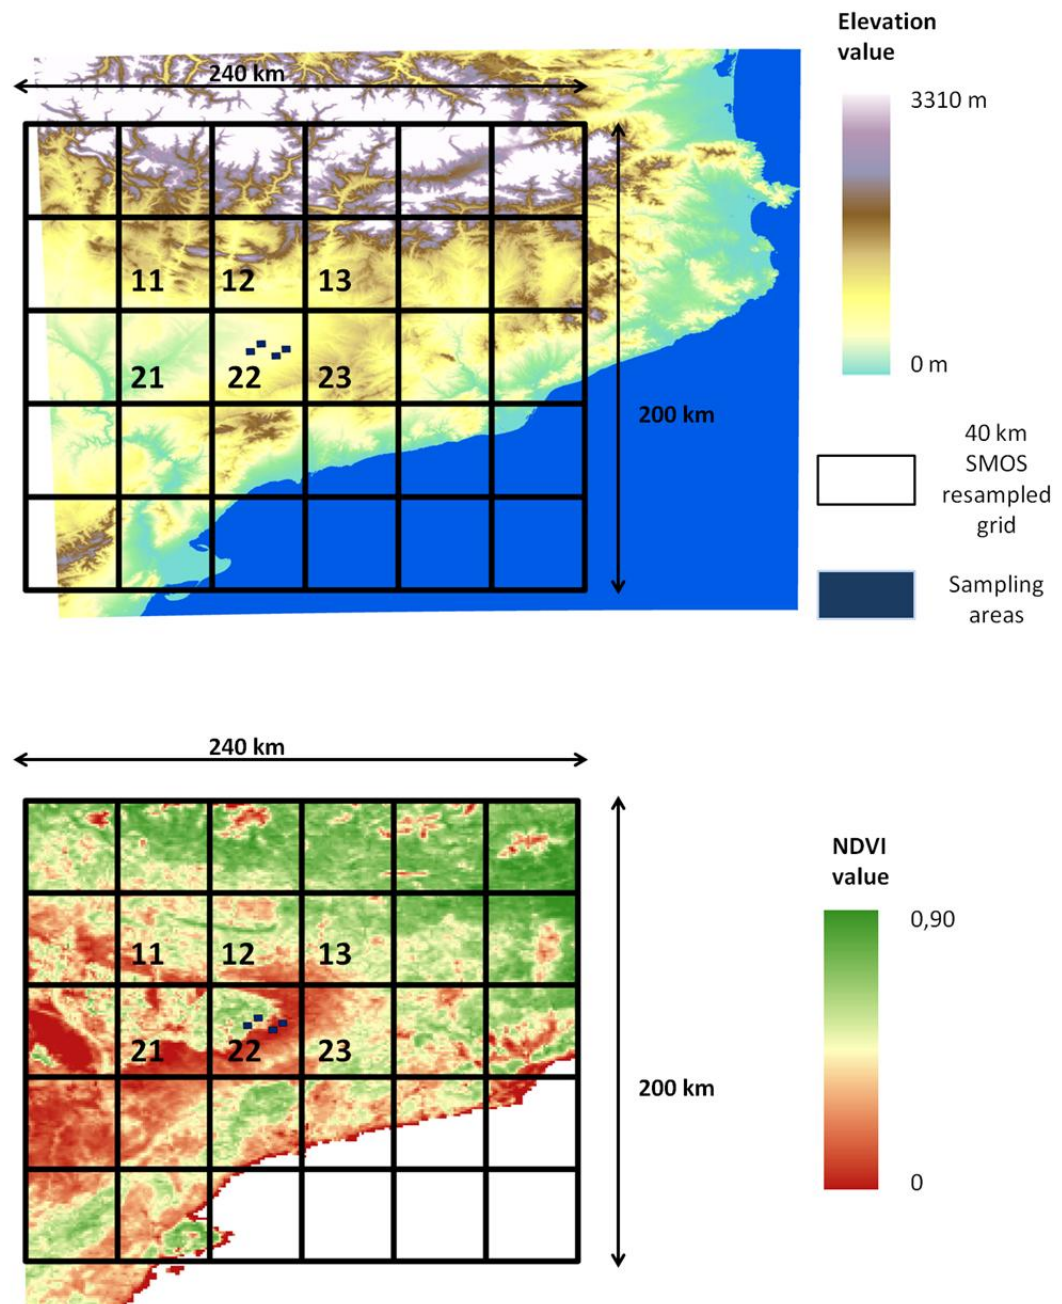 Elevation
value
240 km
3310 m
11
12
13
21
22
23
0 m
200 km
40 km
SMOS
resampled
grid
Sampling
areas
240 km
NDVI
value
0,90
11
12
13
21
22
23
200 km
0